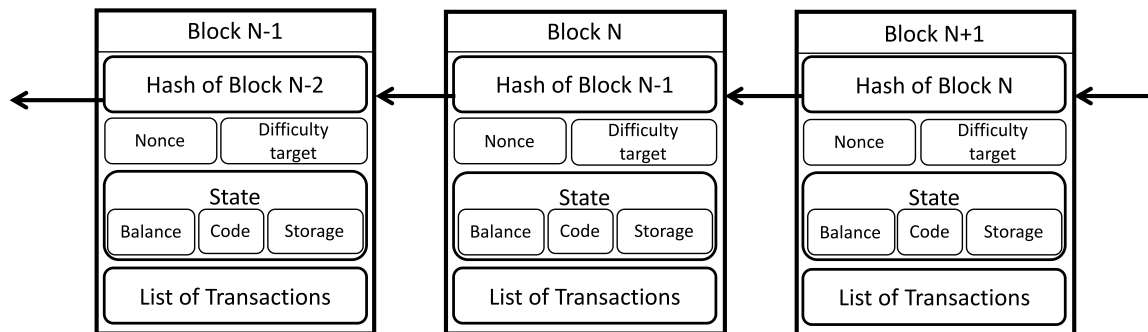 Block N-1
Hash of Block N-2
Nonce
Difficulty
target
State
Balance
Code
Storage
List of Transactions
Block N
Hash of Block N-1
Nonce
Difficulty
target
State
Balance
Code
Storage
List of Transactions
Block N+1
Hash of Block N
Nonce
Difficulty
target
State
Balance
Code
Storage
List of Transactions